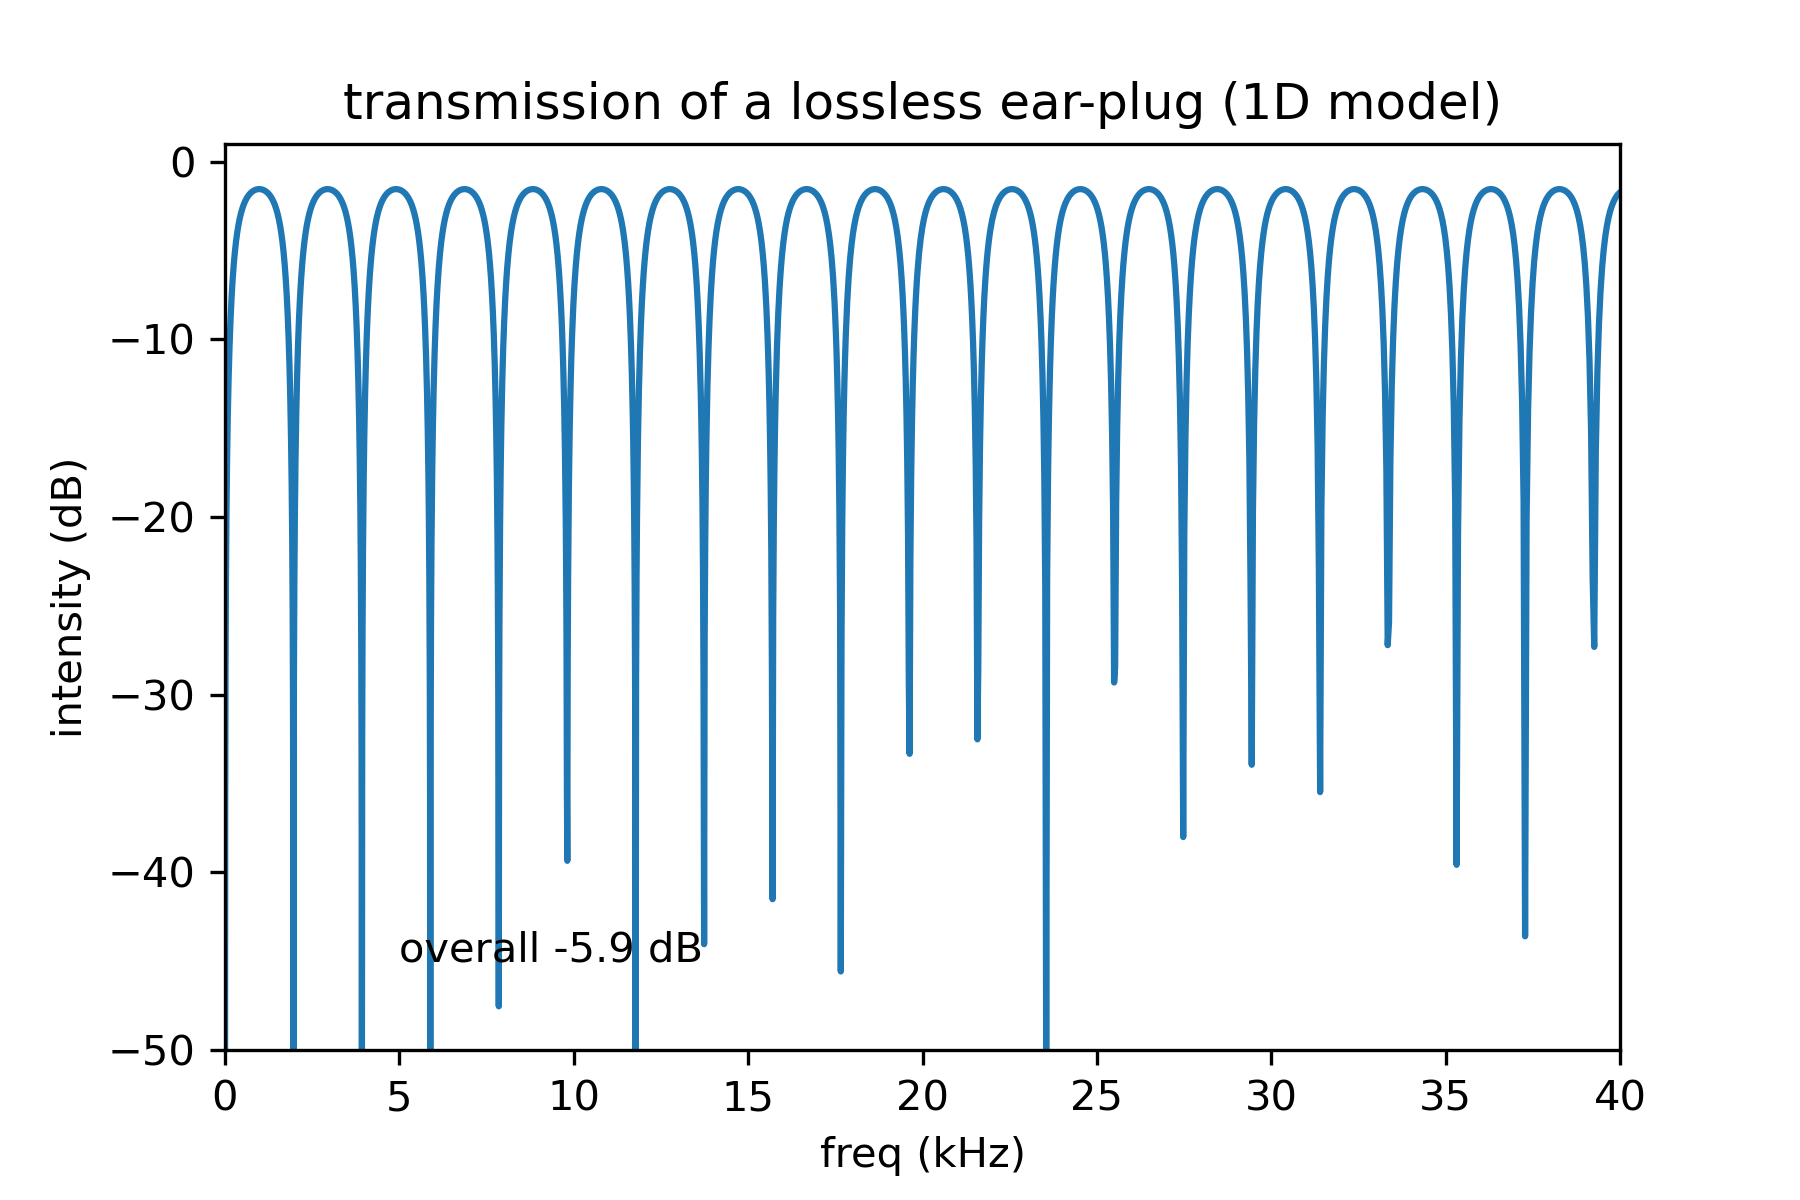 transmission of a lossless ear-plug (1D model)
0
−10
−20
−30
−40
−50
intensity (dB)
overall -5.9 dB
0 5 10 15 20 25 30 35 40
freq (kHz)